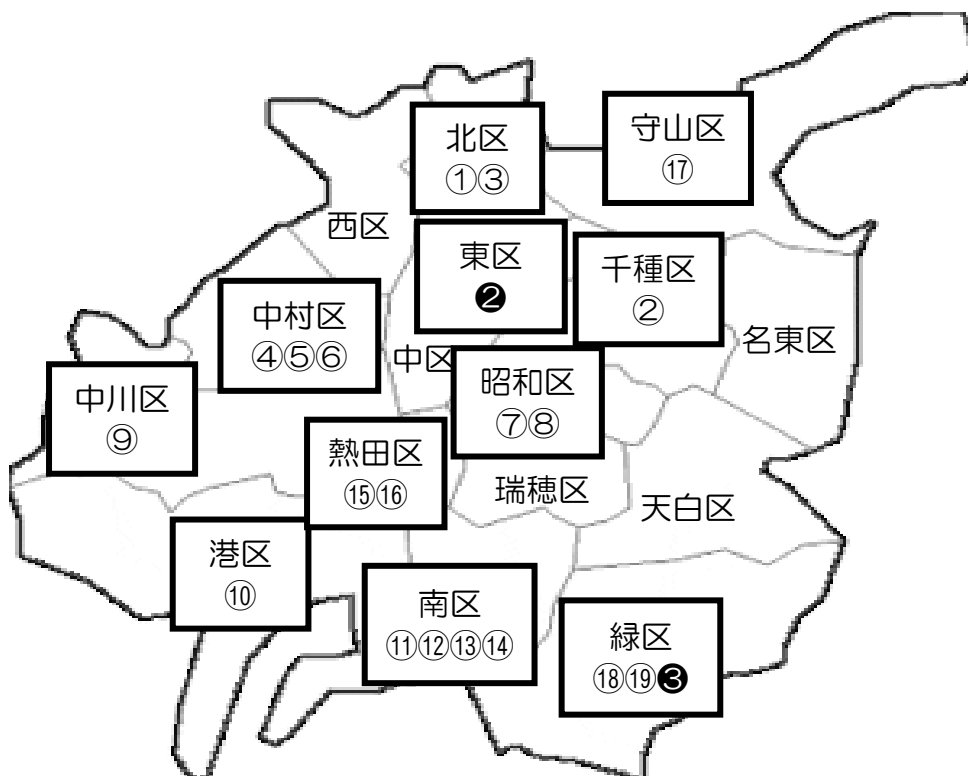 北区
①③
守山区
⑰
西区
東区
❷
千種区
②
中村区
④⑤⑥
中区
名東区
中川区
⑨
昭和区
⑦⑧
熱田区
⑮⑯
瑞穂区
天白区
港区
⑩
南区
⑪⑫⑬⑭
緑区
⑱⑲❸